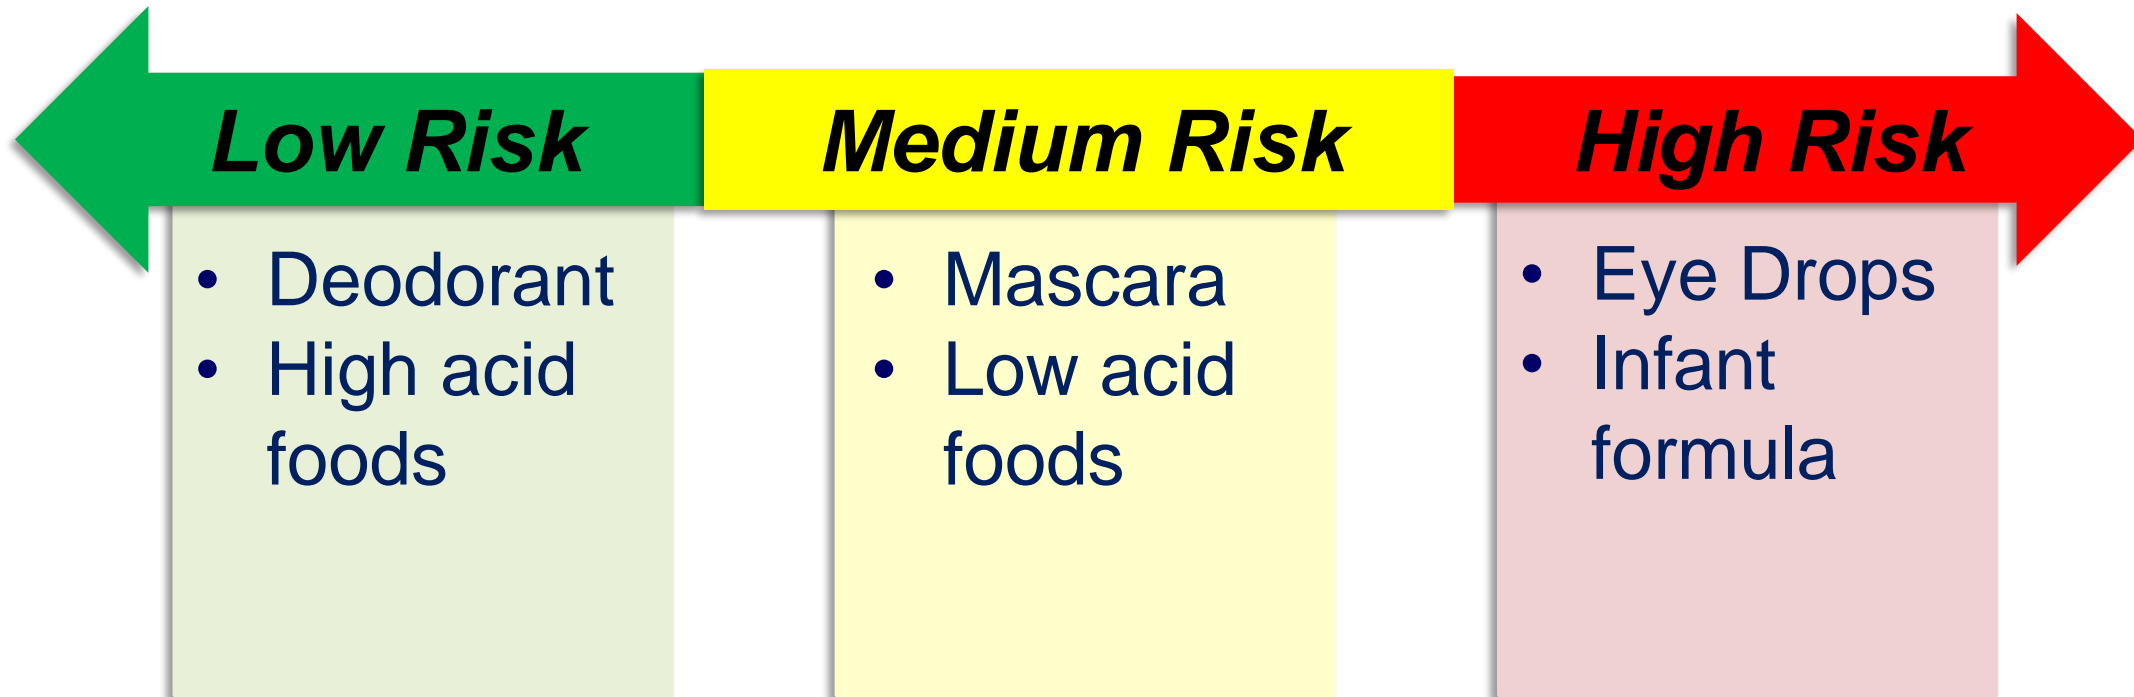 Low Risk
• Deodorant
• High acid
foods
Medium Risk
• Mascara
• Low acid
foods
High Risk
• Eye Drops
• Infant
formula